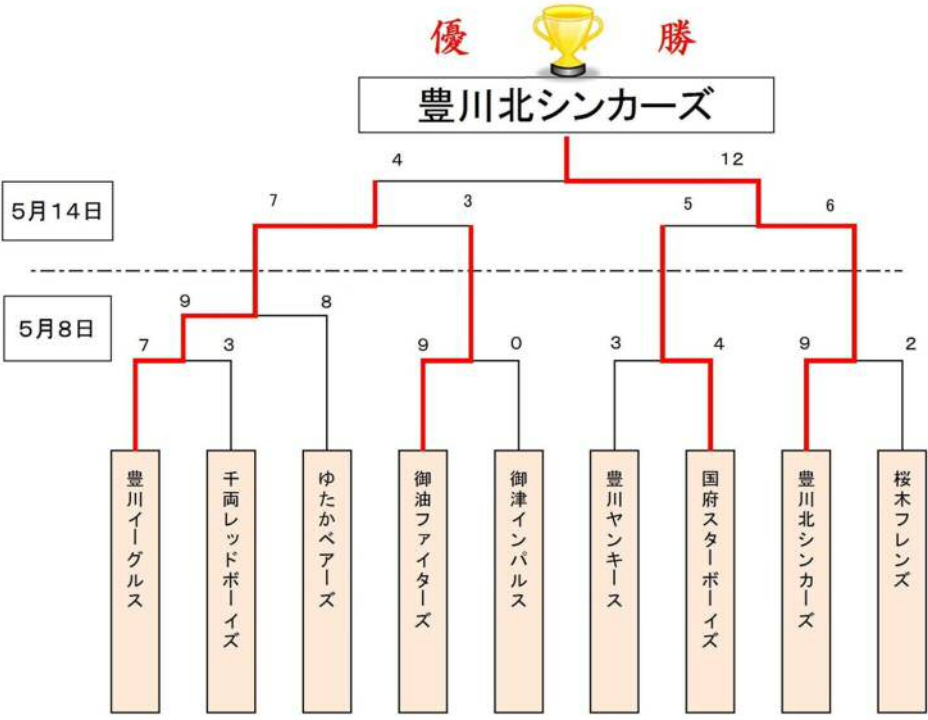 優 勝
豊川北シンカーズ
4 12
5月14日
7 3 5 6
5月8日
9 8
7 3 9 0 3 4 9 2
豊川イーグルス
千両レッドボーイズ
ゆたかベアーズ
御油ファイターズ
御津インパルス
豊川ヤンキース
国府スターボーイズ
豊川北シンカーズ
桜木フレンズ